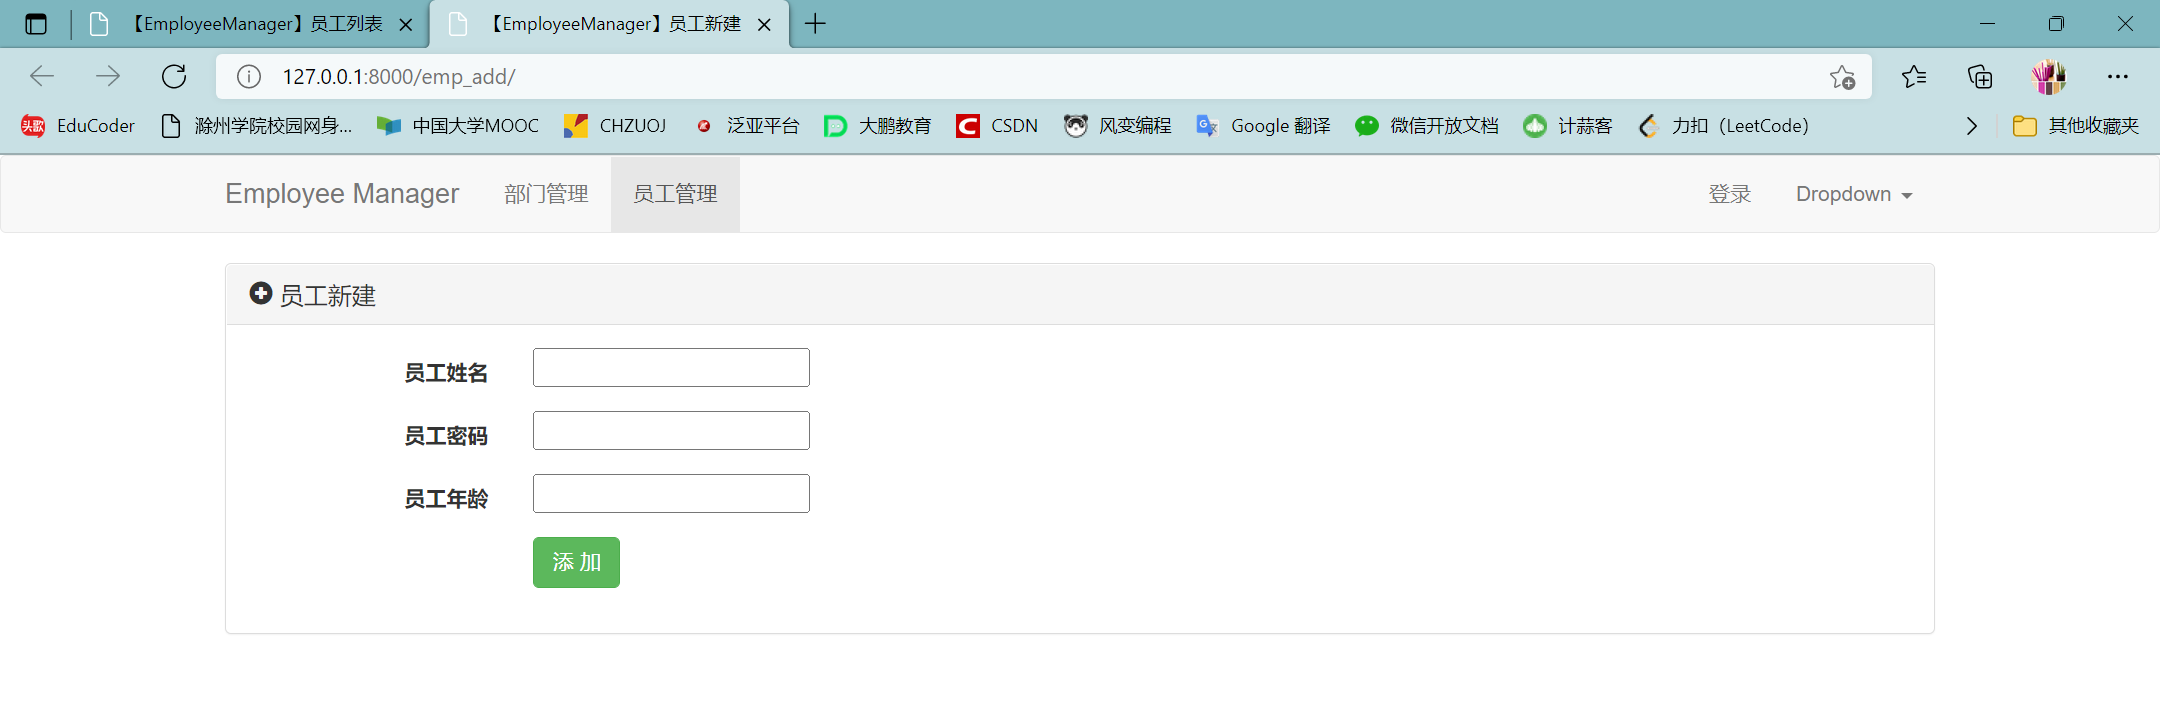 【EmployeeManager】员工列表
【EmployeeManager】员工新建
127.0.0.1:8000/emp_add/
头歌 EduCoder 滁州学院校园网身... 中国大学MOOC CHZUOJ 泛亚平台 大鹏教育 CSDN 风变编程 Google 翻译 微信开放文档 计蒜客 力扣（LeetCode） 其他收藏夹
Employee Manager 部门管理 员工管理 登录 Dropdown
员工新建
员工姓名
员工密码
员工年龄
添 加